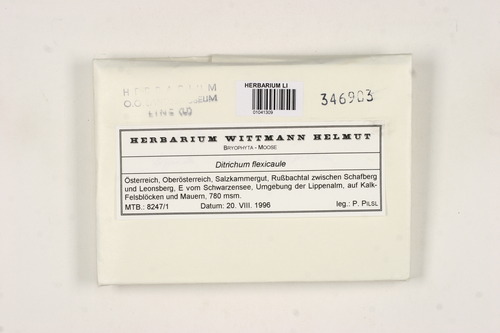 HERBARIUM LI
01041309
HERBARIUM
O.Ö. LANDESMUSEUM
LINZ (LI)
346903
HERBARIUM WITTMANN HELMUT
BRYOPHYTA - MOOSE
Ditrichum flexicaule
Österreich, Oberösterreich, Salzkammergut, Rußbachtal zwischen Schafberg
und Leonsberg, E vom Schwarzensee, Umgebung der Lippenalm, auf Kalk-
Felsblöcken und Mauern, 780 msm.
MTB.: 8247/1 Datum: 20. VIII. 1996 leg.: P. PILSL